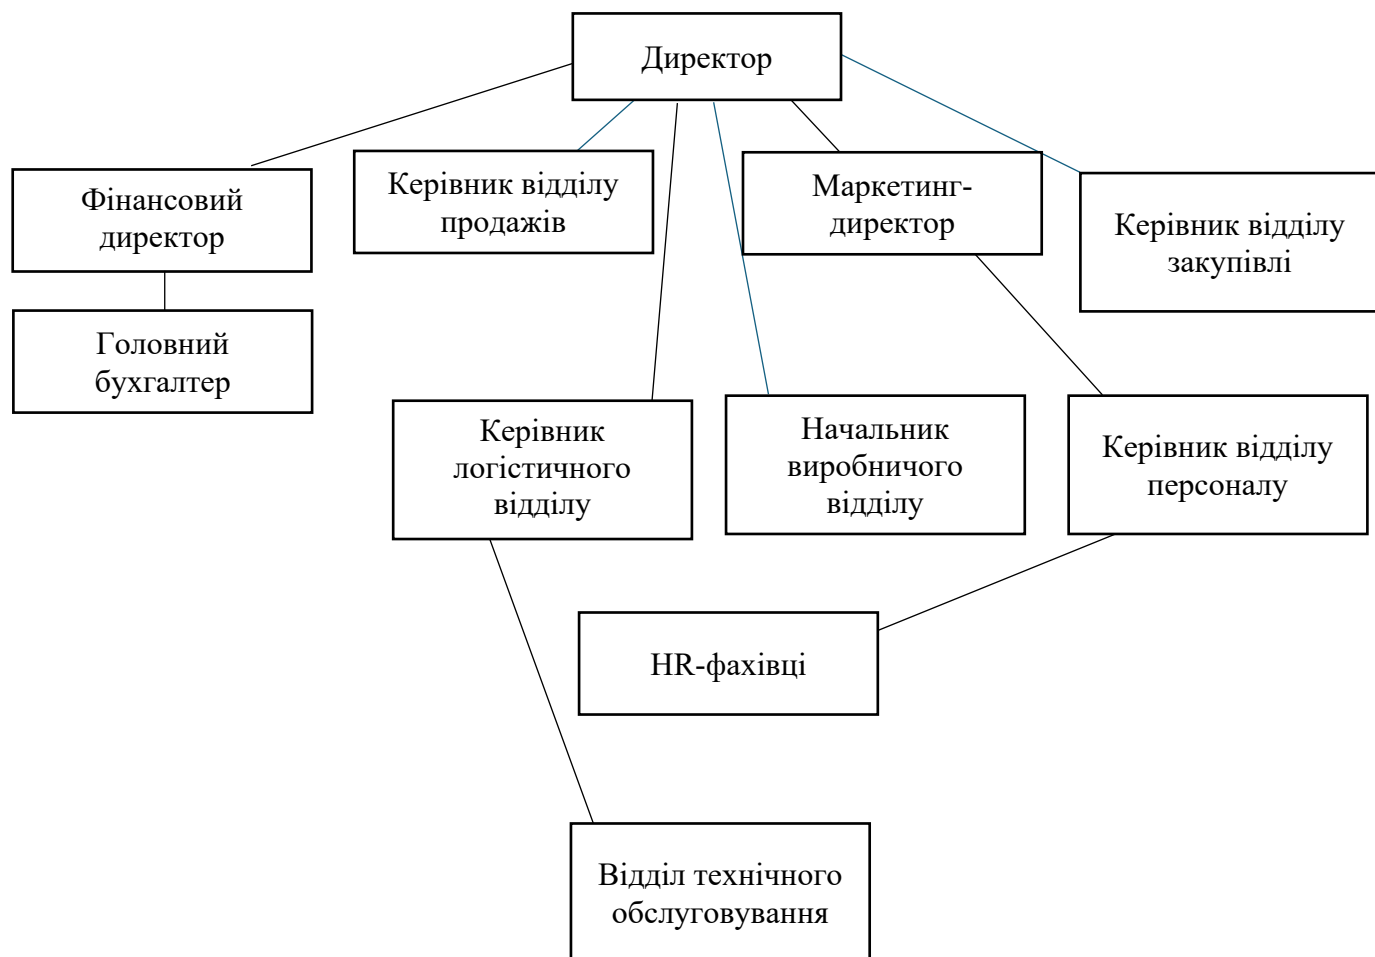 Директор
Фінансовий
директор
Керівник відділу
продажів
Маркетинг-
директор
Керівник відділу
закупівлі
Головний
бухгалтер
Керівник
логістичного
відділу
Начальник
виробничого
відділу
Керівник відділу
персоналу
HR-фахівці
Відділ технічного
обслуговування